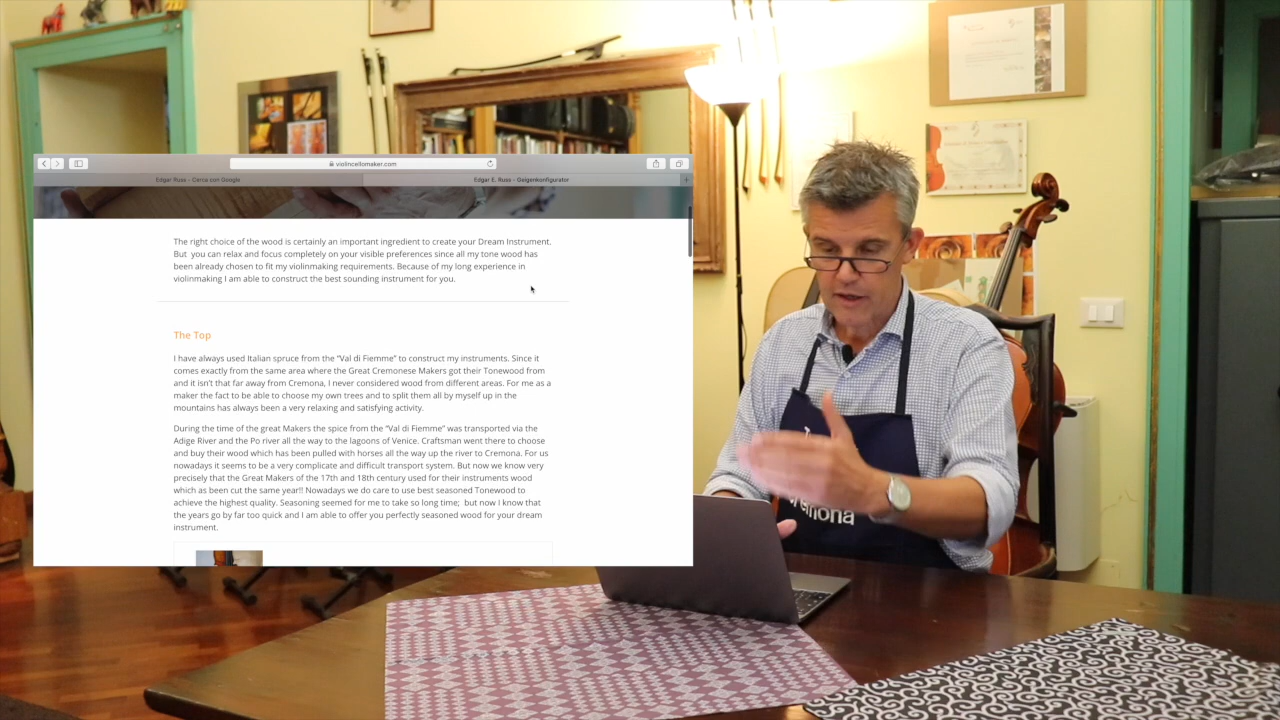 violincellomaker.com
Edgar Russ - Cerca con Google
Edgar E. Russ - Geigenkonfigurator
The right choice of the wood is certainly an important ingredient to create your Dream Instrument.
But you can relax and focus completely on your visible preferences since all my tone wood has
been already chosen to fit my violinmaking requirements. Because of my long experience in
violinmaking I am able to construct the best sounding instrument for you.
The Top
I have always used Italian spruce from the "Val di Fiemme" to construct my instruments. Since it
comes exactly from the same area where the Great Cremonese Makers got their Tonewood from
and it isn't that far away from Cremona, I never considered wood from different areas. For me as a
maker the fact to be able to choose my own trees and to split them all by myself up in the
mountains has always been a very relaxing and satisfying activity.
During the time of the great Makers the spice from the "Val di Fiemme" was transported via the
Adige River and the Po river all the way to the lagoons of Venice. Craftsman went there to choose
and buy their wood which has been pulled with horses all the way up the river to Cremona. For us
nowadays it seems to be a very complicate and difficult transport system. But now we know very
precisely that the Great Makers of the 17th and 18th century used for their instruments wood
which as been cut the same year!! Nowadays we do care to use best seasoned Tonewood to
achieve the highest quality. Seasoning seemed for me to take so long time; but now I know that
the years go by far too quick and I am able to offer you perfectly seasoned wood for your dream
instrument.